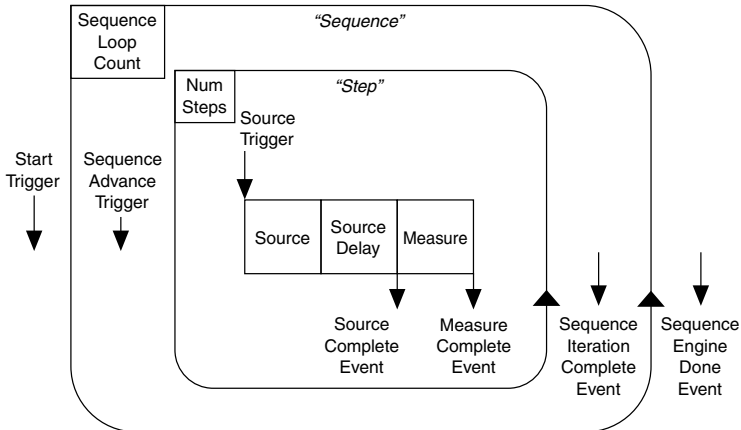 Sequence
Loop
Count
“Sequence”
Num
Steps
“Step”
Source
Trigger
Start
Trigger
Sequence
Advance
Trigger
Source
Source
Delay
Measure
Source
Complete
Event
Measure
Complete
Event
Sequence
Iteration
Complete
Event
Sequence
Engine
Done
Event